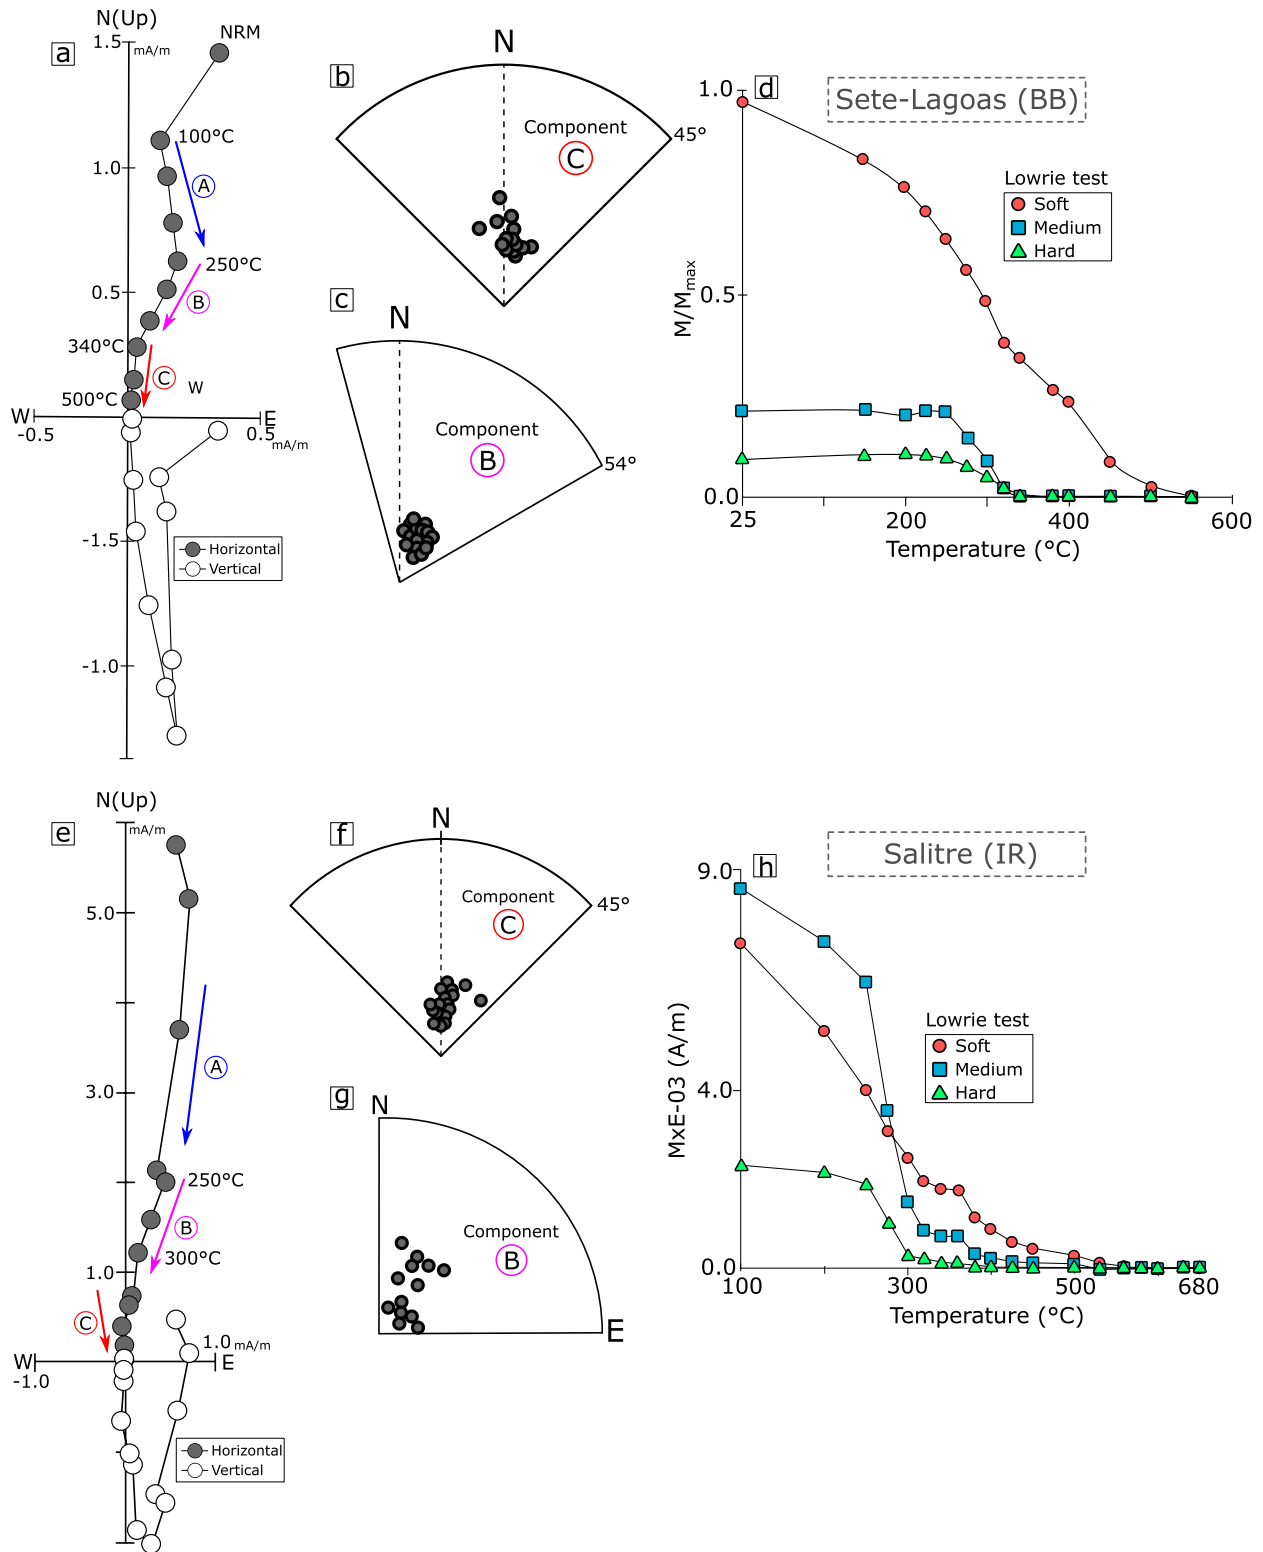 N(Up)
a
1.5
mA/m
NRM
100°C
1.0
A
250°C
0.5
B
340°C
C
W
500°C
W
E
-0.5
0.5
mA/m
-1.5
Horizontal
Vertical
-1.0
b
N
Component
C
45°
c
N
Component
B
54°
d
Sete-Lagoas (BB)
1.0
Lowrie test
Soft
Medium
Hard
M/Mmax
0.5
0.0
25
200
400
600
Temperature (°C)
N(Up)
e
mA/m
5.0
A
3.0
250°C
B
300°C
1.0
C
1.0 mA/m
W
E
-1.0
Horizontal
Vertical
f
N
Component
C
45°
g
N
Component
B
E
h
Salitre (IR)
9.0
Lowrie test
Soft
Medium
Hard
MxE-03 (A/m)
4.0
0.0
100
300
500
680
Temperature (°C)